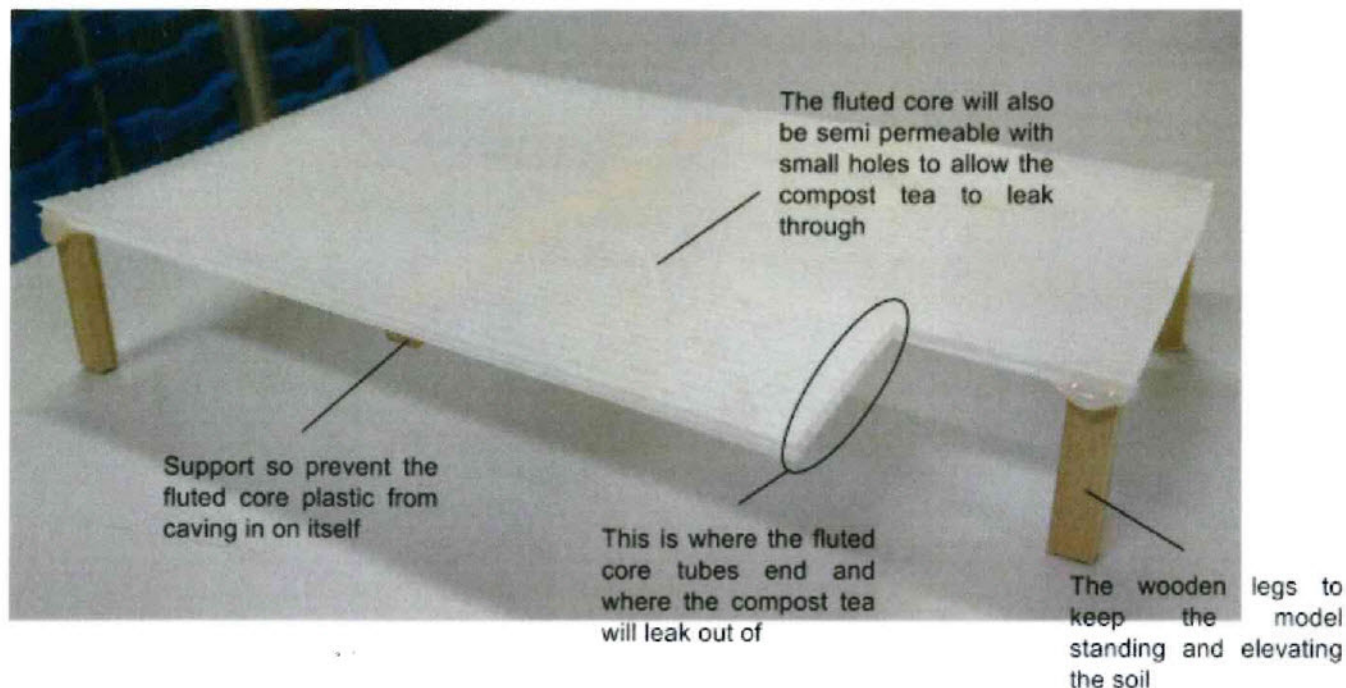 The fluted core will also
be semi permeable with
small holes to allow the
compost tea to leak
through
Support so prevent the
fluted core plastic from
caving in on itself
This is where the fluted
core tubes end and
where the compost tea
will leak out of
The wooden legs to
keep the model
standing and elevating
the soil